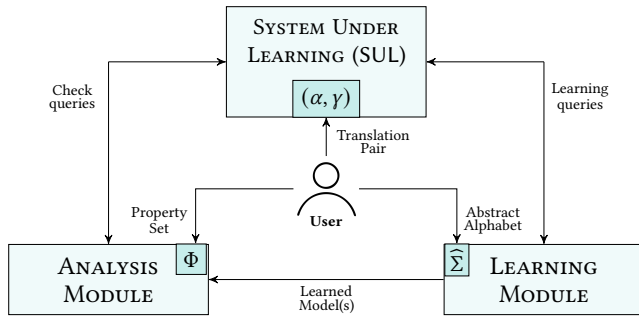 SYSTEM UNDER
LEARNING (SUL)
(α, γ)
Check
queries
Learning
queries
Translation
Pair
User
Property
Set
Abstract
Alphabet
Φ
Σ̂
ANALYSIS
MODULE
LEARNING
MODULE
Learned
Model(s)